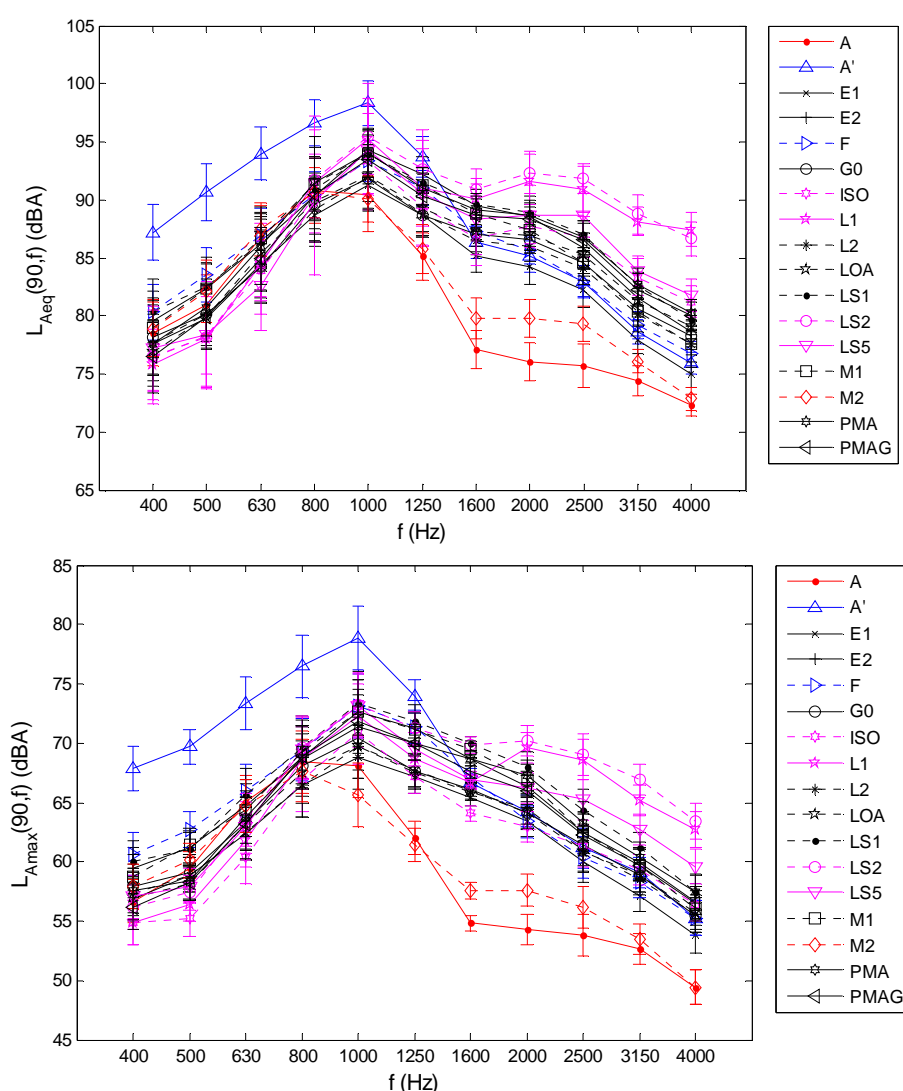 105
100
95
90
85
80
75
70
65
L_Aeq(90,f) (dBA)
400 500 630 800 1000 1250 1600 2000 2500 3150 4000
f (Hz)
A
A'
E1
E2
F
G0
ISO
L1
L2
LOA
LS1
LS2
LS5
M1
M2
PMA
PMAG
85
80
75
70
65
60
55
50
45
L_Amax(90,f) (dBA)
400 500 630 800 1000 1250 1600 2000 2500 3150 4000
f (Hz)
A
A'
E1
E2
F
G0
ISO
L1
L2
LOA
LS1
LS2
LS5
M1
M2
PMA
PMAG